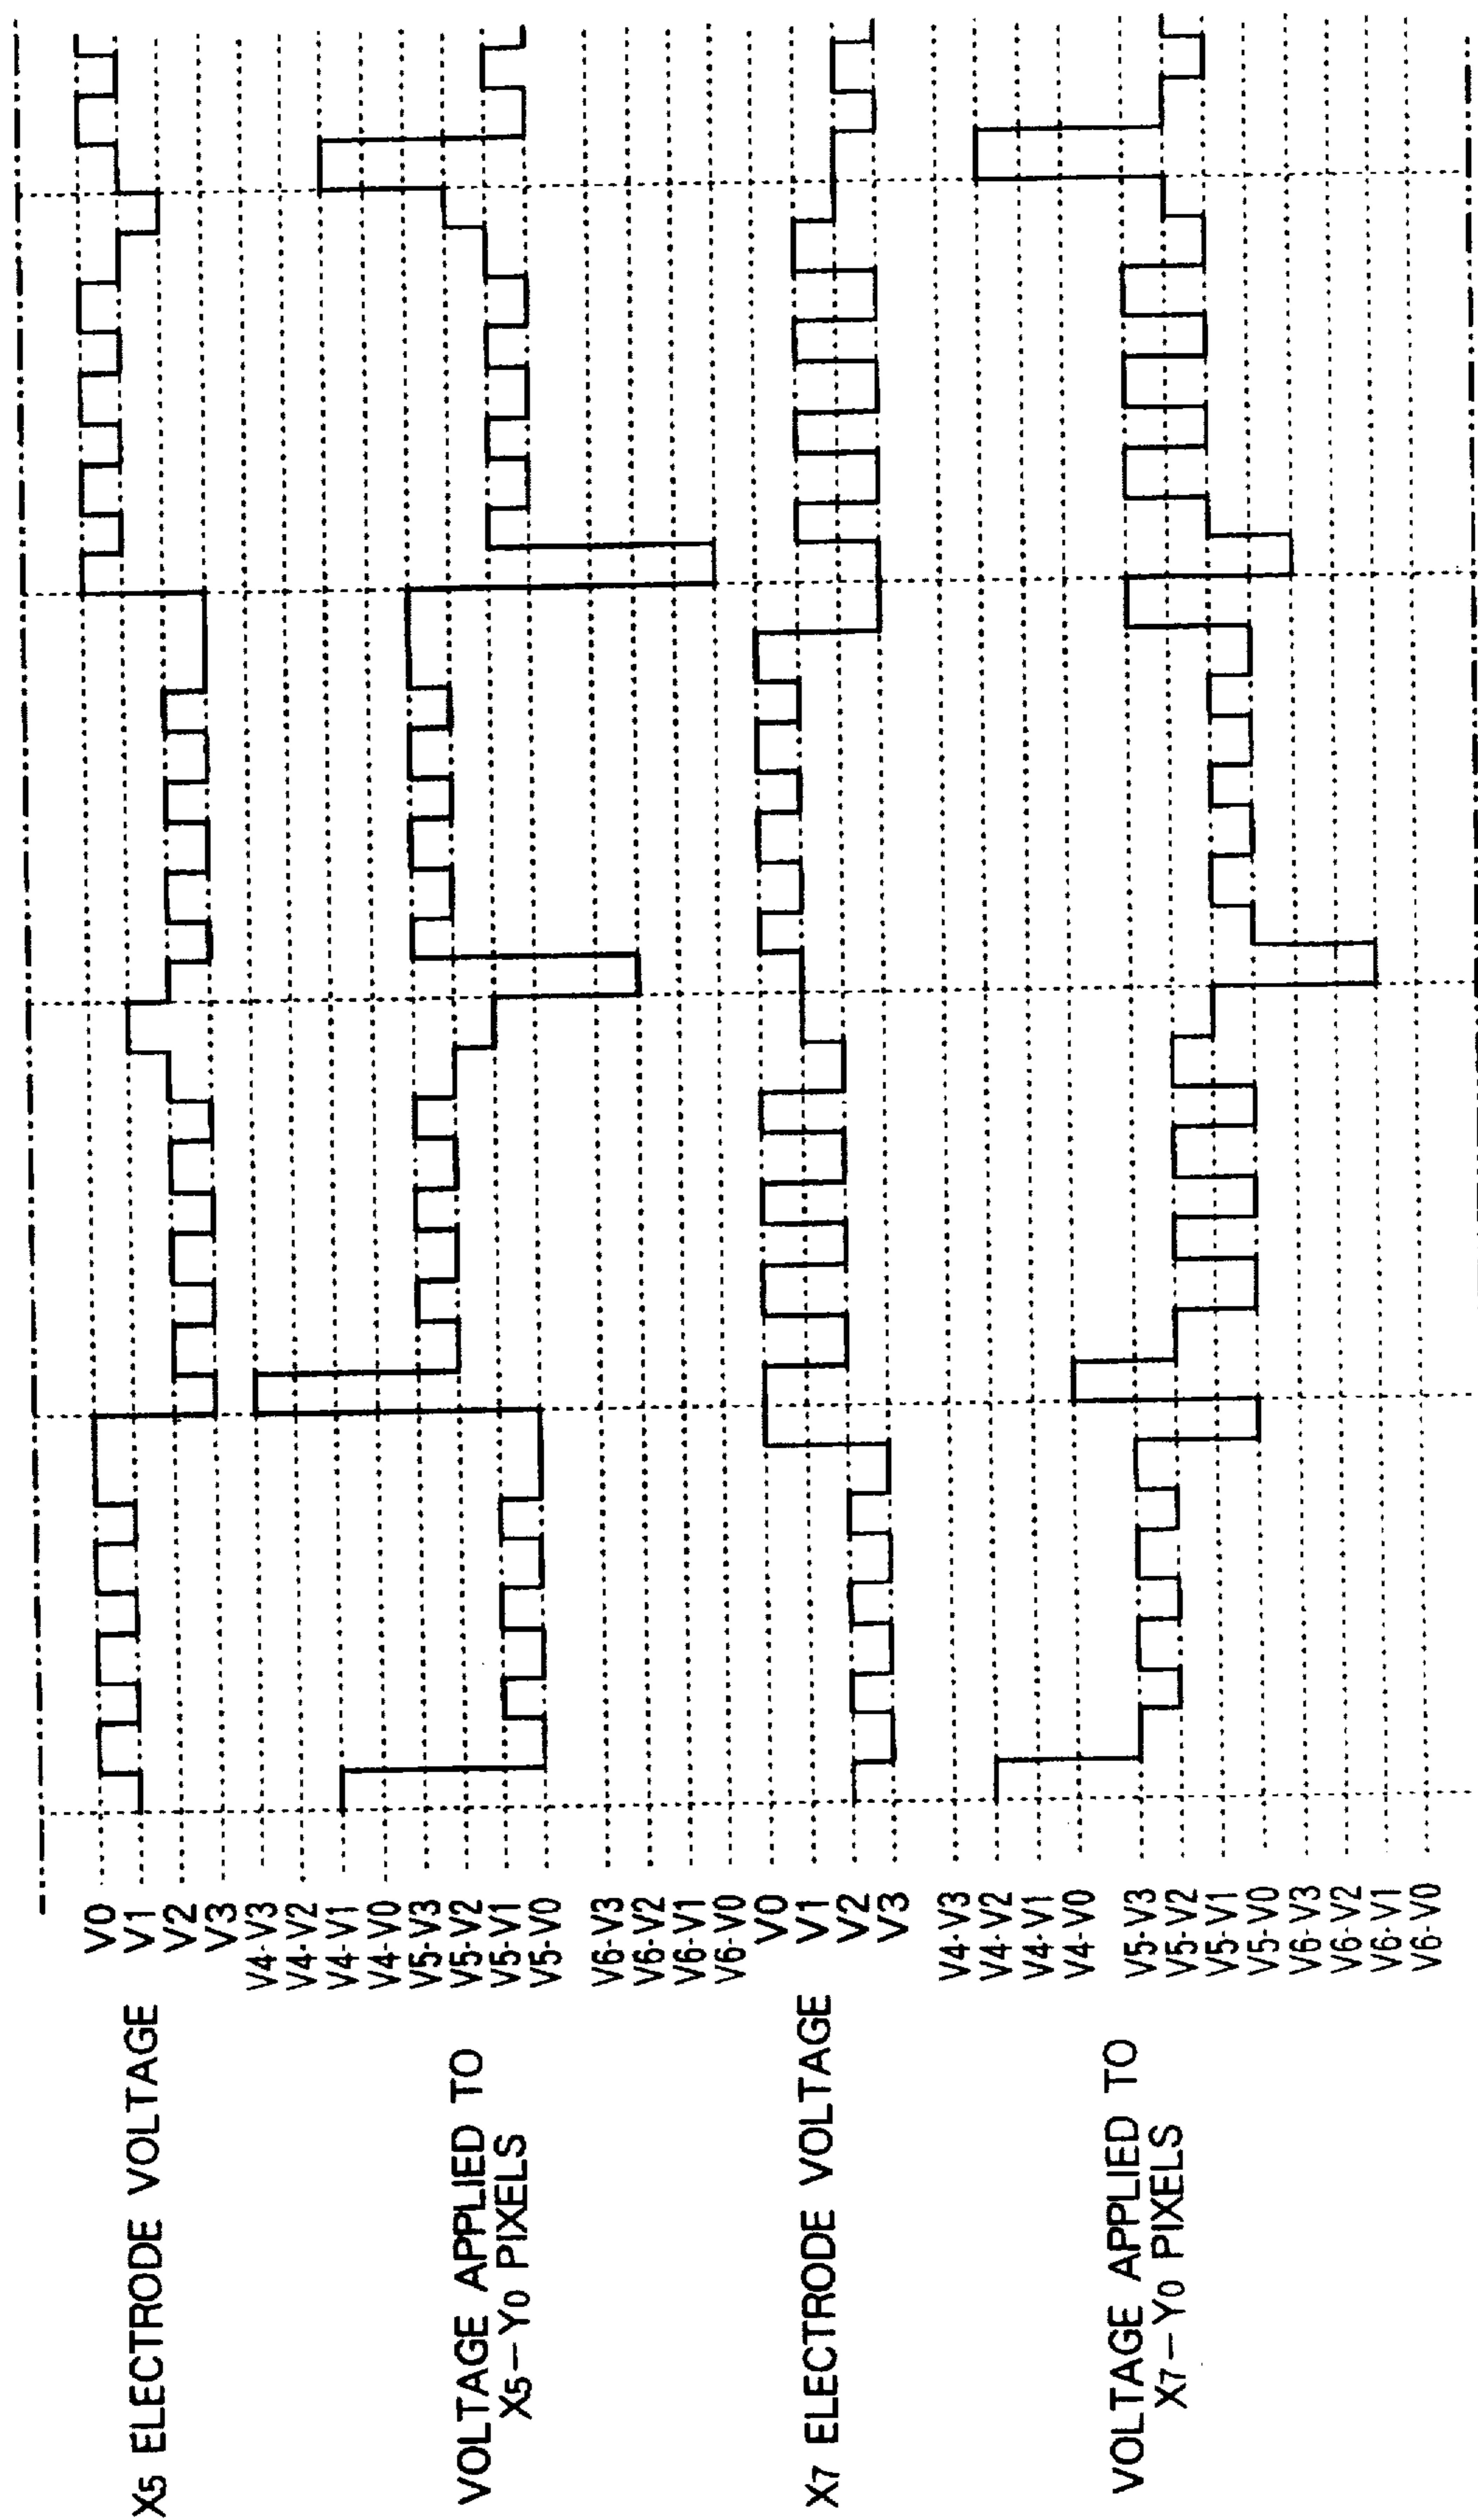 X5 ELECTRODE VOLTAGE
V0
V1
V2
V3
VOLTAGE APPLIED TO
X5–Y0 PIXELS
V4-V3
V4-V2
V4-V1
V4-V0
V5-V3
V5-V2
V5-V1
V5-V0
V6-V3
V6-V2
V6-V1
V6-V0
X7 ELECTRODE VOLTAGE
V0
V1
V2
V3
VOLTAGE APPLIED TO
X7–Y0 PIXELS
V4-V3
V4-V2
V4-V1
V4-V0
V5-V3
V5-V2
V5-V1
V5-V0
V6-V3
V6-V2
V6-V1
V6-V0